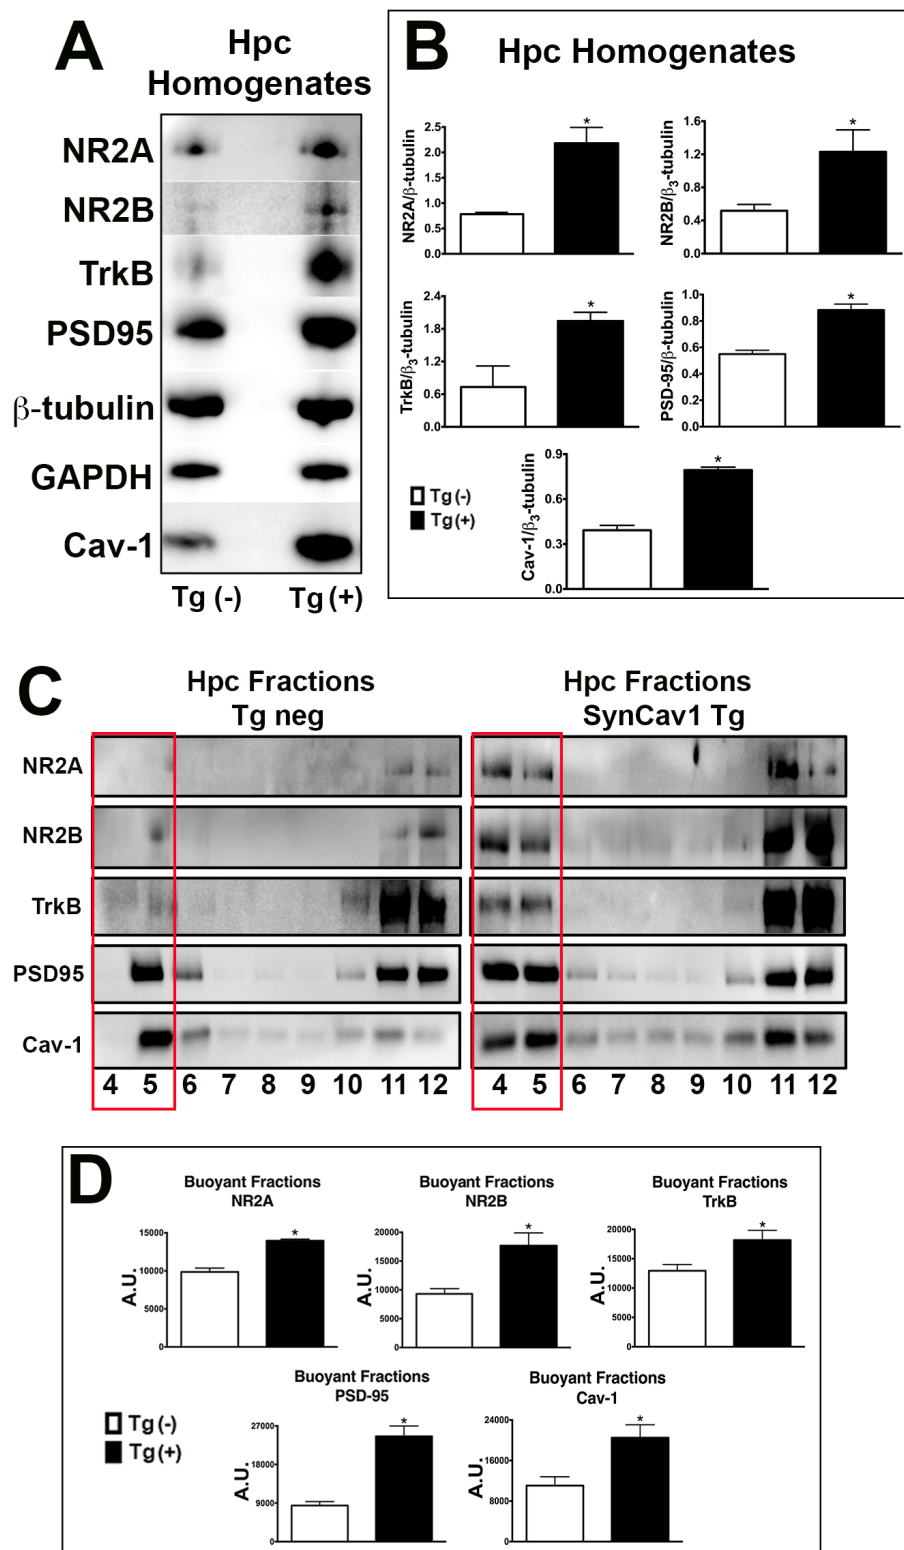 A
Hpc
Homogenates
NR2A
NR2B
TrkB
PSD95
β-tubulin
GAPDH
Cav-1
Tg (-)
Tg (+)
B
Hpc Homogenates
NR2A/β-tubulin
2.5
2.0
1.5
1.0
0.5
0.0
*
NR2B/β3-tubulin
1.6
1.2
0.8
0.4
0.0
*
TrkB/β3-tubulin
2.4
1.8
1.2
0.6
0.0
*
PSD-95/β-tubulin
1.0
0.8
0.6
0.4
0.2
0.0
*
Cav-1/β3-tubulin
0.9
0.6
0.3
0.0
*
Tg (-)
Tg (+)
C
Hpc Fractions
Tg neg
Hpc Fractions
SynCav1 Tg
NR2A
NR2B
TrkB
PSD95
Cav-1
4 5 6 7 8 9 10 11 12
4 5 6 7 8 9 10 11 12
D
Buoyant Fractions
NR2A
A.U.
15000
10000
5000
0
*
Buoyant Fractions
NR2B
A.U.
20000
15000
10000
5000
0
*
Buoyant Fractions
TrkB
A.U.
20000
15000
10000
5000
0
*
Buoyant Fractions
PSD-95
A.U.
27000
18000
9000
0
*
Buoyant Fractions
Cav-1
A.U.
24000
16000
8000
0
*
Tg (-)
Tg (+)